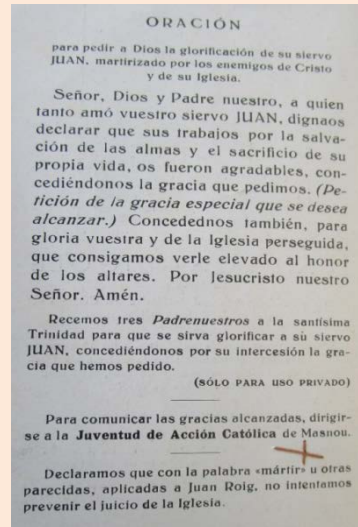 ORACIÓN
para pedir a Dios la glorificación de su siervo
JUAN, martirizado por los enemigos de Cristo
y de su Iglesia.
Señor, Dios y Padre nuestro, a quien
tanto amó vuestro siervo JUAN, dignaos
declarar que sus trabajos por la salva-
ción de las almas y el sacrificio de su
propia vida, os fueron agradables, con-
cediéndonos la gracia que pedimos. (Pe-
tición de la gracia especial que se desea
alcanzar.) Concedednos también, para
gloria vuestra y de la Iglesia perseguida,
que consigamos verle elevado al honor
de los altares. Por Jesucristo nuestro
Señor. Amén.
Recemos tres Padrenuestros a la santísima
Trinidad para que se sirva glorificar a su siervo
JUAN, concediéndonos por su intercesión la gra-
cia que hemos pedido.
(SÓLO PARA USO PRIVADO)
Para comunicar las gracias alcanzadas, dirigir-
se a la Juventud de Acción Católica de Masnou.
Declaramos que con la palabra «mártir» u otras
parecidas, aplicadas a Juan Roig, no intentamos
prevenir el juicio de la Iglesia.